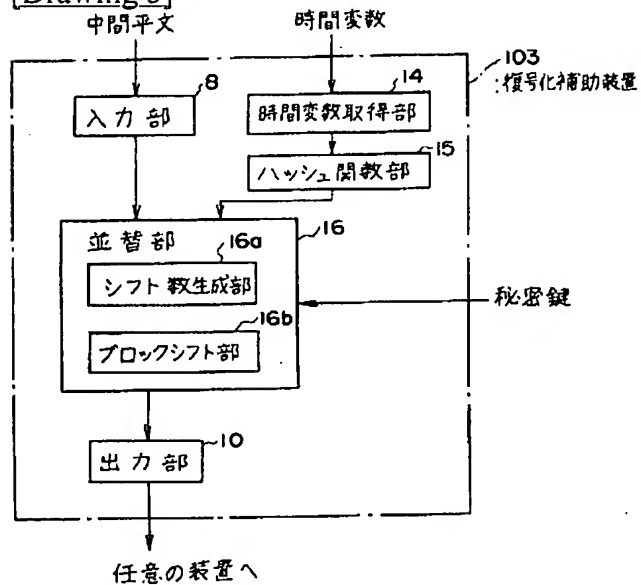 中間平文
時間変数
103
:復号化補助装置
8
入力部
14
時間変数取得部
15
ハッシュ関数部
16
並替部
16a
シフト数生成部
16b
ブロックシフト部
秘密鍵
10
出力部
任意の装置へ